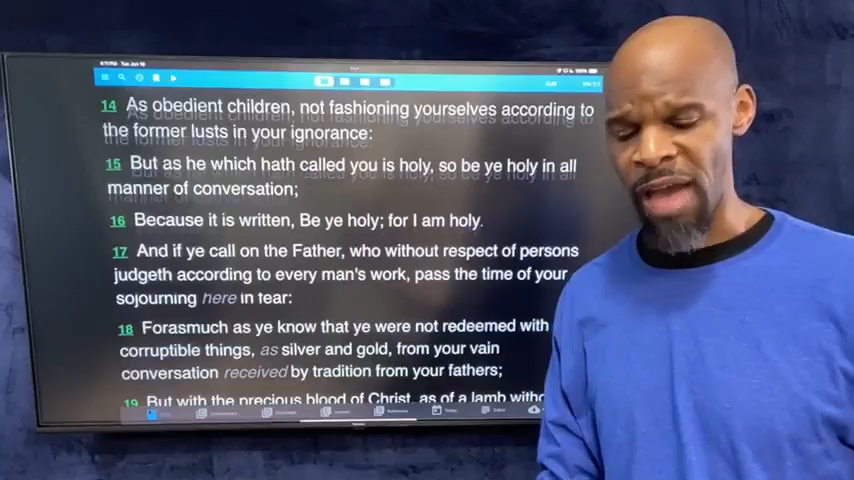 14 As obedient children, not fashioning yourselves according to
the former lusts in your ignorance:
15 But as he which hath called you is holy, so be ye holy in all
manner of conversation;
16 Because it is written, Be ye holy; for I am holy.
17 And if ye call on the Father, who without respect of persons
judgeth according to every man's work, pass the time of your
sojourning here in fear:
18 Forasmuch as ye know that ye were not redeemed with
corruptible things, as silver and gold, from your vain
conversation received by tradition from your fathers;
19 But with the precious blood of Christ, as of a lamb witho